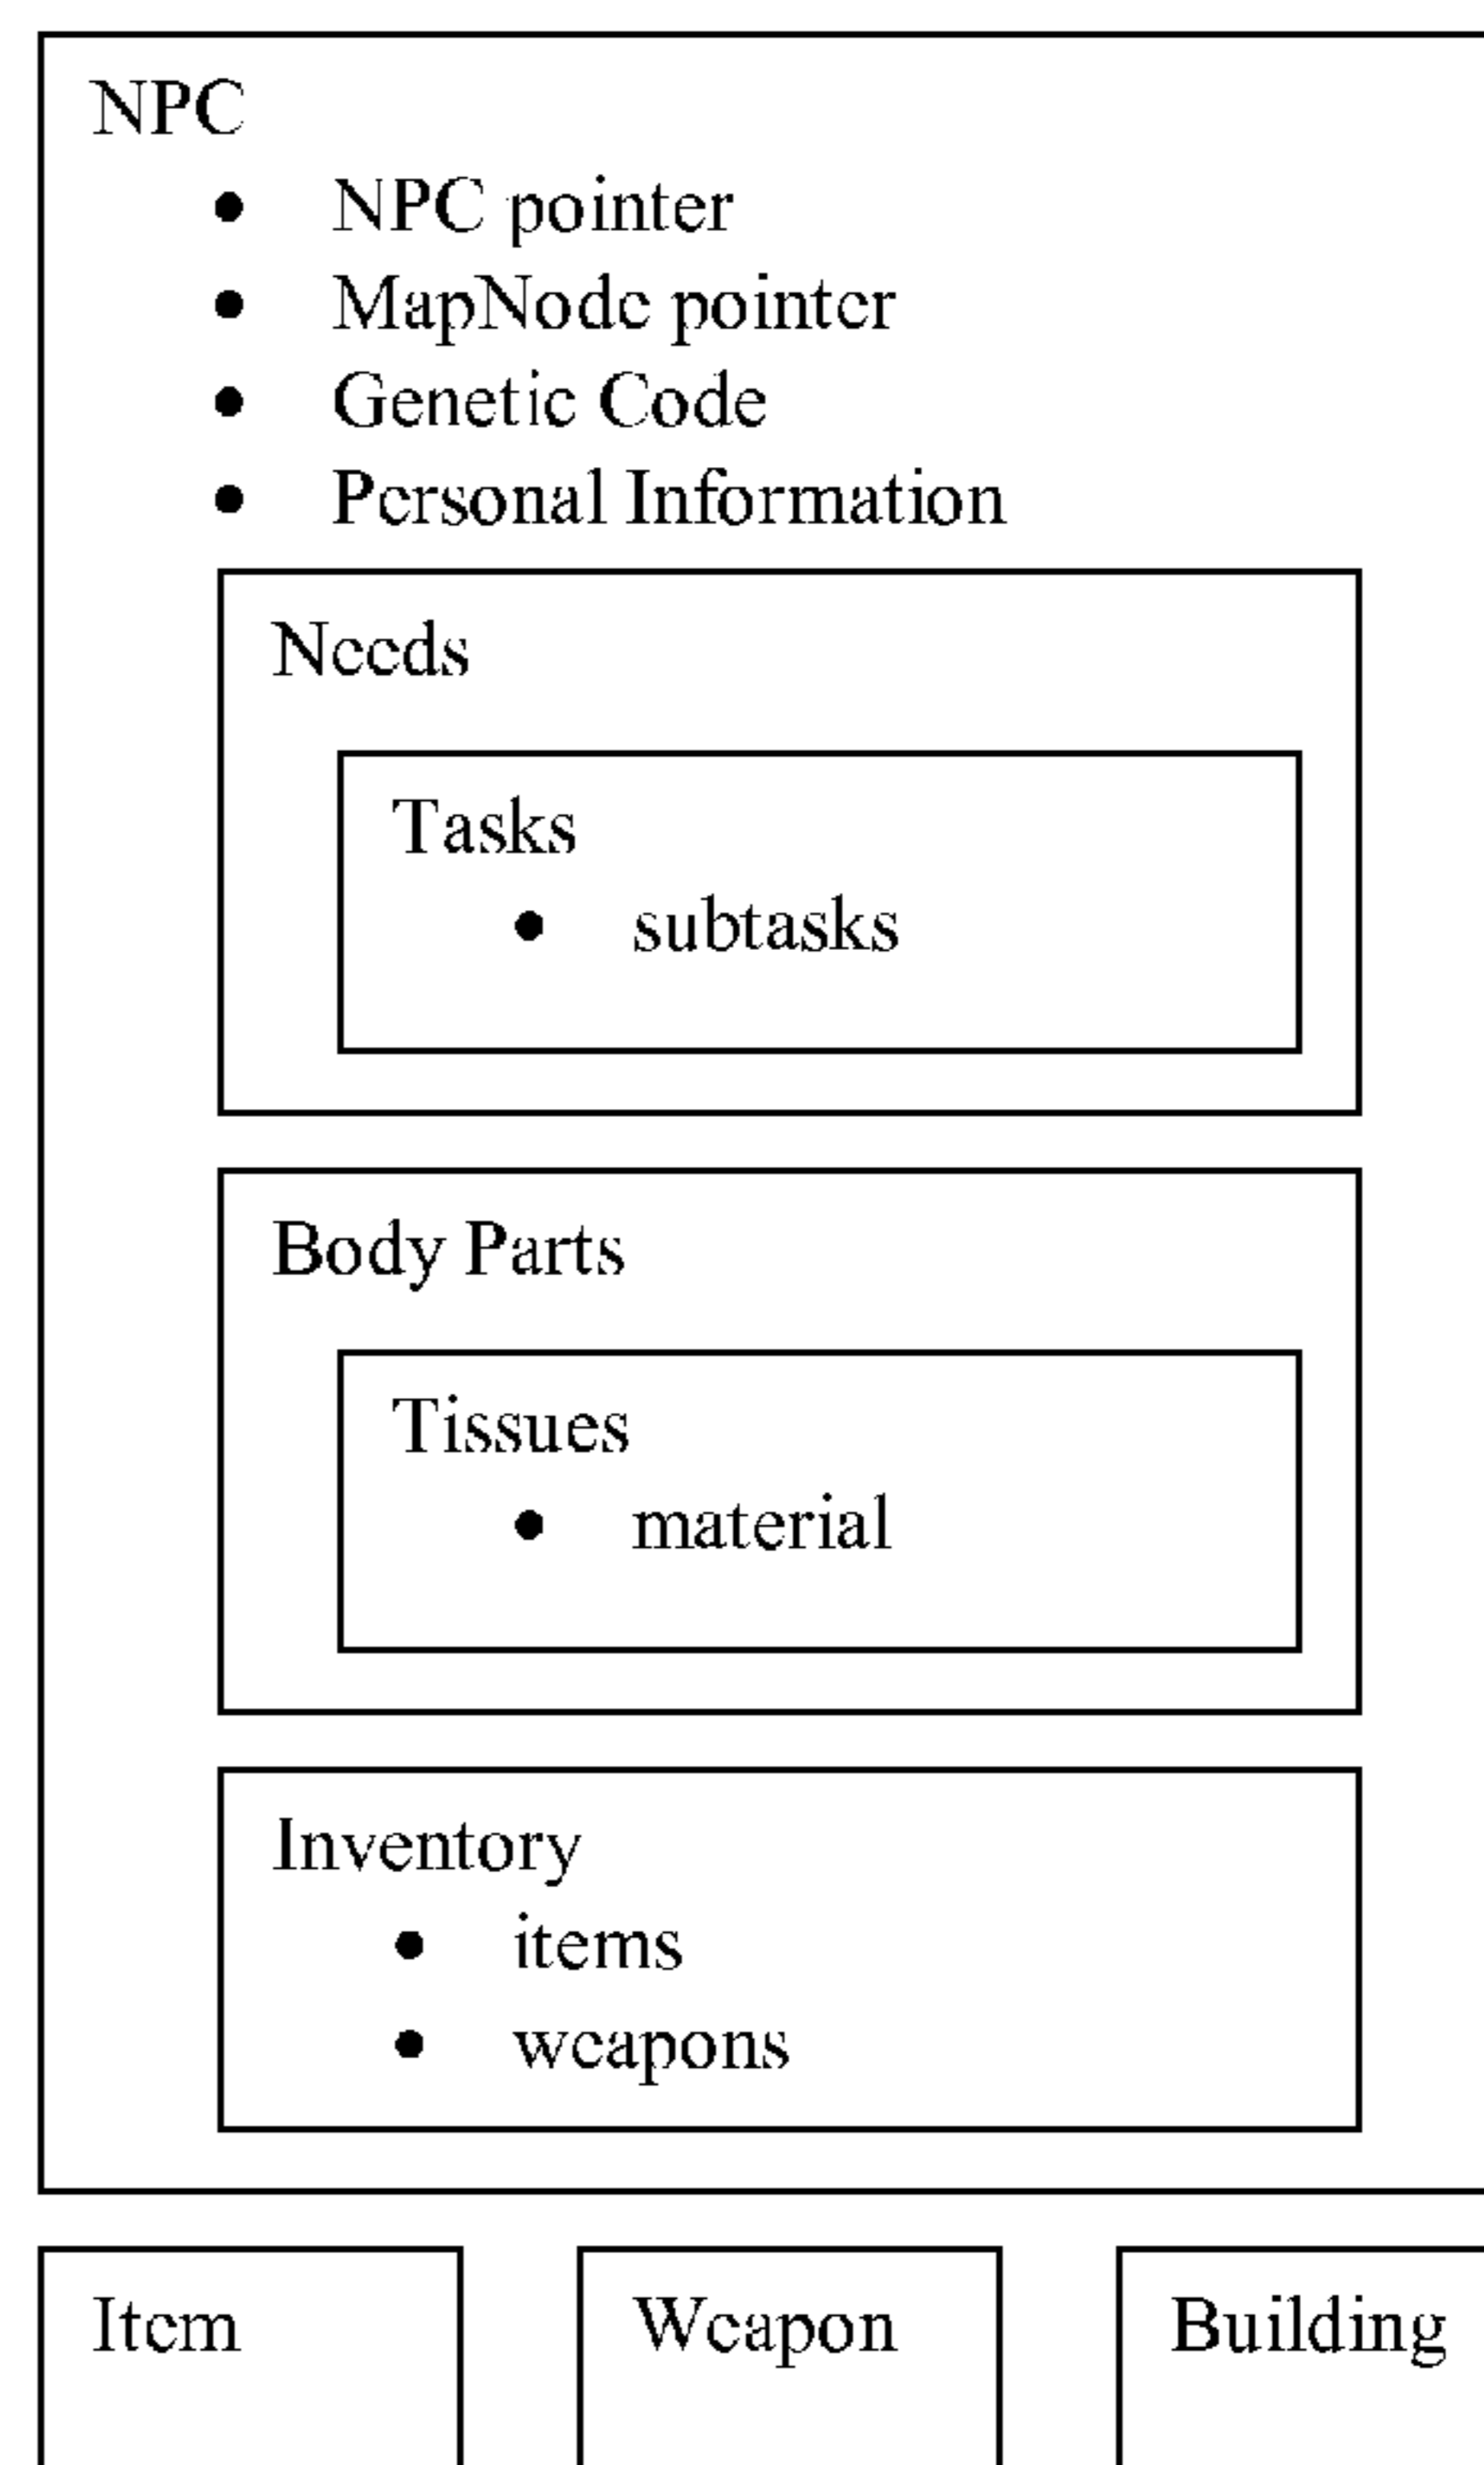 NPC
NPC pointer
MapNode pointer
Genetic Code
Personal Information
Needs
Tasks
subtasks
Body Parts
Tissues
material
Inventory
items
weapons
Item
Weapon
Building